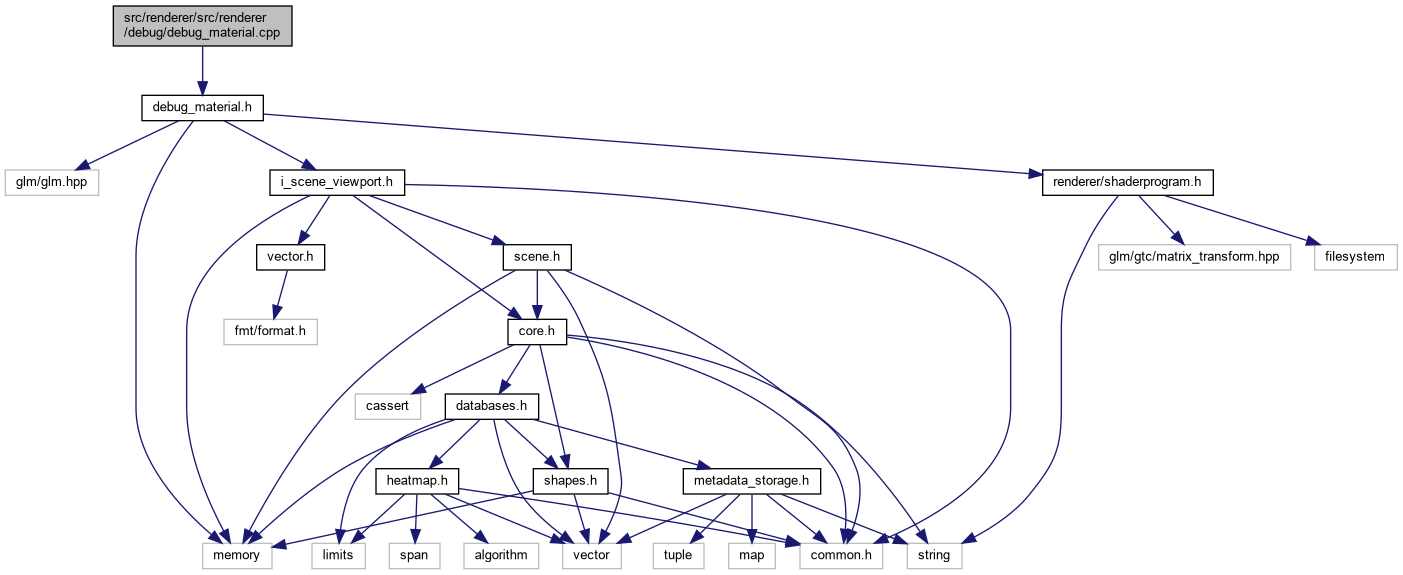 src/renderer/src/renderer
/debug/debug_material.cpp
debug_material.h
glm/glm.hpp
i_scene_viewport.h
renderer/shaderprogram.h
vector.h
scene.h
glm/gtc/matrix_transform.hpp
filesystem
fmt/format.h
core.h
cassert
databases.h
heatmap.h
shapes.h
metadata_storage.h
memory
limits
span
algorithm
vector
tuple
map
common.h
string